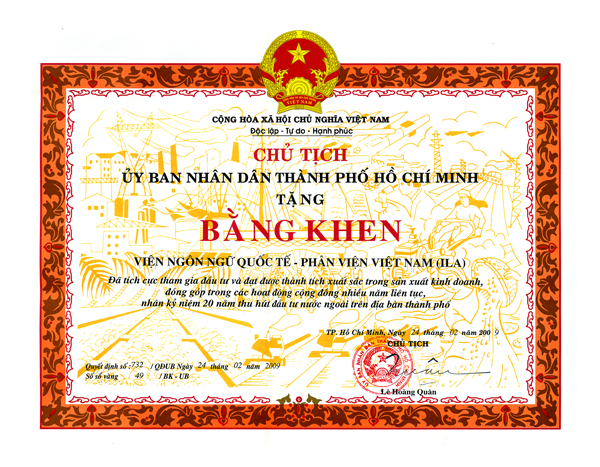 VIỆT NAM
CỘNG HÒA XÃ HỘI CHỦ NGHĨA VIỆT NAM
Độc lập - Tự do - Hạnh phúc
CHỦ TỊCH
ỦY BAN NHÂN DÂN THÀNH PHỐ HỒ CHÍ MINH
TẶNG
BẰNG KHEN
VIỆN NGÔN NGỮ QUỐC TẾ - PHÂN VIỆN VIỆT NAM (ILA)
Đã tích cực tham gia đầu tư và đạt được thành tích xuất sắc trong sản xuất kinh doanh,
đóng góp trong các hoạt động cộng đồng nhiều năm liên tục,
nhân kỷ niệm 20 năm thu hút đầu tư nước ngoài trên địa bàn thành phố
TP. Hồ Chí Minh, Ngày 24 tháng 02 năm 2009
CHỦ TỊCH
Quyết định số : 732 / QĐUB Ngày 24 tháng 02 năm 2009
Số sổ vàng : 49 / BK - UB
Lê Hoàng Quân